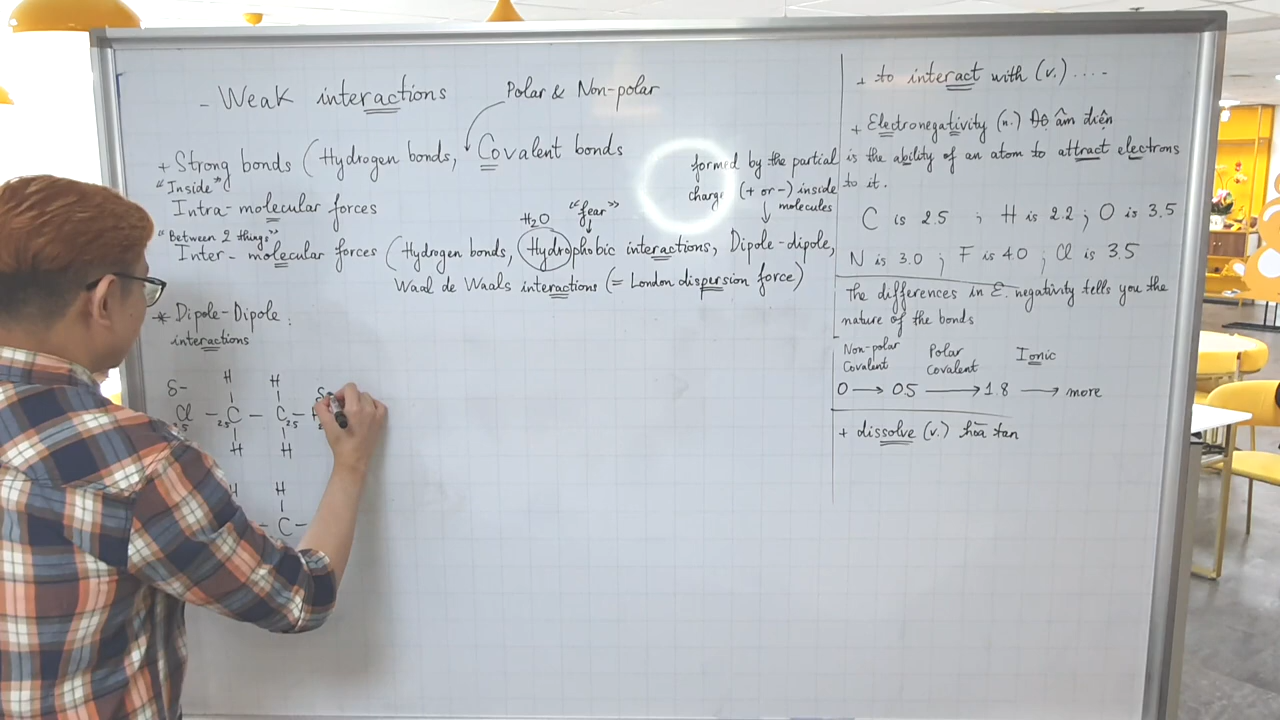 - Weak interactions
Polar & Non-polar
+ Strong bonds (Hydrogen bonds, Covalent bonds
"Inside"
Intra-molecular forces
H₂O "fear"
"Between 2 things"
Inter-molecular forces (Hydrogen bonds, Hydrophobic interactions, Dipole-dipole,
Waal de Waals interactions (= London dispersion force)
formed by the partial
charge (+ or -) inside
molecules
* Dipole-Dipole:
interactions
H H
δ-
Cl - C - C -
2.5 2.5
H H
H H
- C -
+ to interact with (v.) ....
+ Electronegativity (n.) Độ âm điện
is the ability of an atom to attract electrons
to it.
C is 2.5 ; H is 2.2 ; O is 3.5
N is 3.0 ; F is 4.0 ; Cl is 3.5
The differences in E. negativity tells you the
nature of the bonds
Non-polar Covalent Polar Covalent Ionic
0 → 0.5 → 1.8 → more
+ dissolve (v.) hòa tan